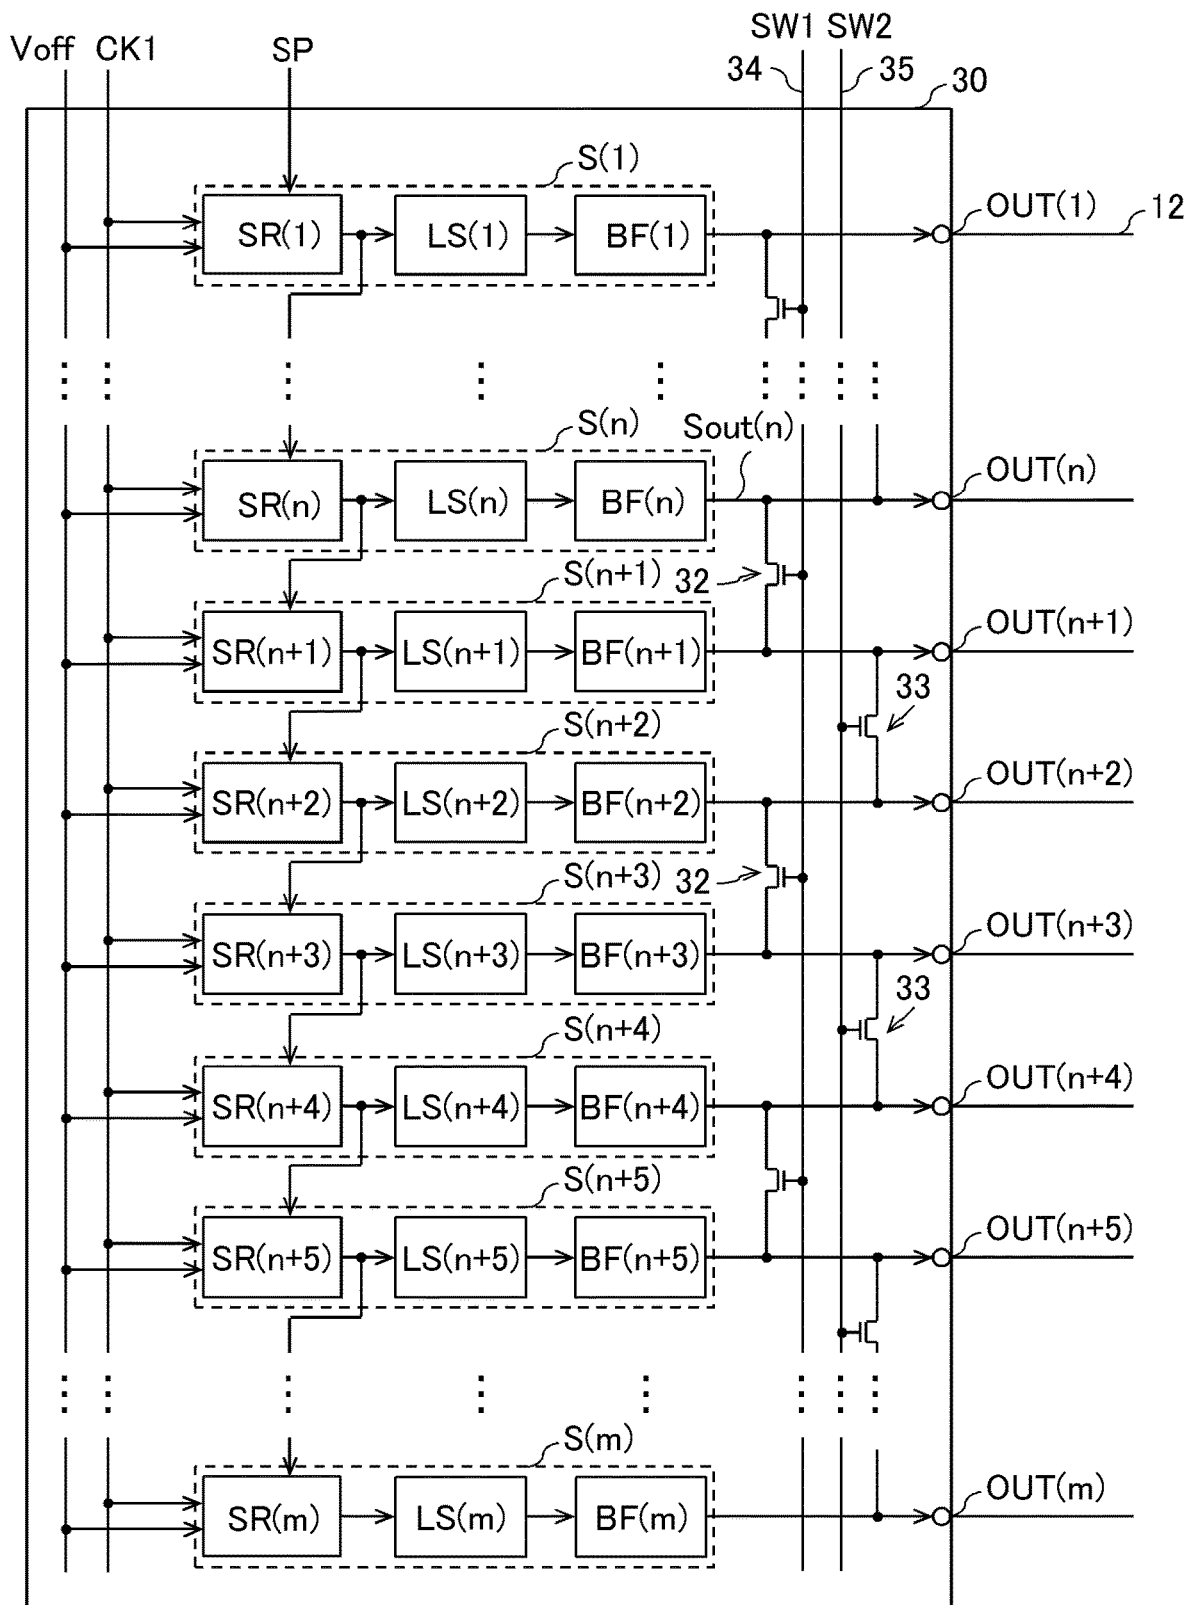 Voff CK1 SP SW1 SW2
34 35 30
S(1)
SR(1) LS(1) BF(1) OUT(1) 12
S(n) Sout(n)
SR(n) LS(n) BF(n) OUT(n)
S(n+1) 32
SR(n+1) LS(n+1) BF(n+1) OUT(n+1)
33
S(n+2)
SR(n+2) LS(n+2) BF(n+2) OUT(n+2)
S(n+3) 32
SR(n+3) LS(n+3) BF(n+3) OUT(n+3)
33
S(n+4)
SR(n+4) LS(n+4) BF(n+4) OUT(n+4)
S(n+5)
SR(n+5) LS(n+5) BF(n+5) OUT(n+5)
S(m)
SR(m) LS(m) BF(m) OUT(m)